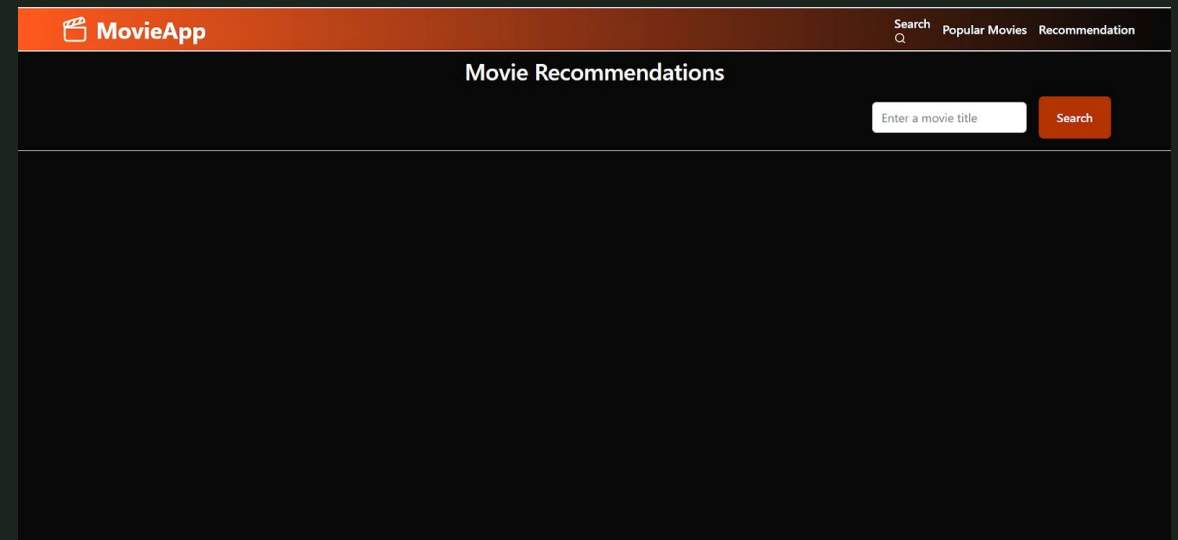 MovieApp
Search
Popular Movies Recommendation
Movie Recommendations
Enter a movie title Search